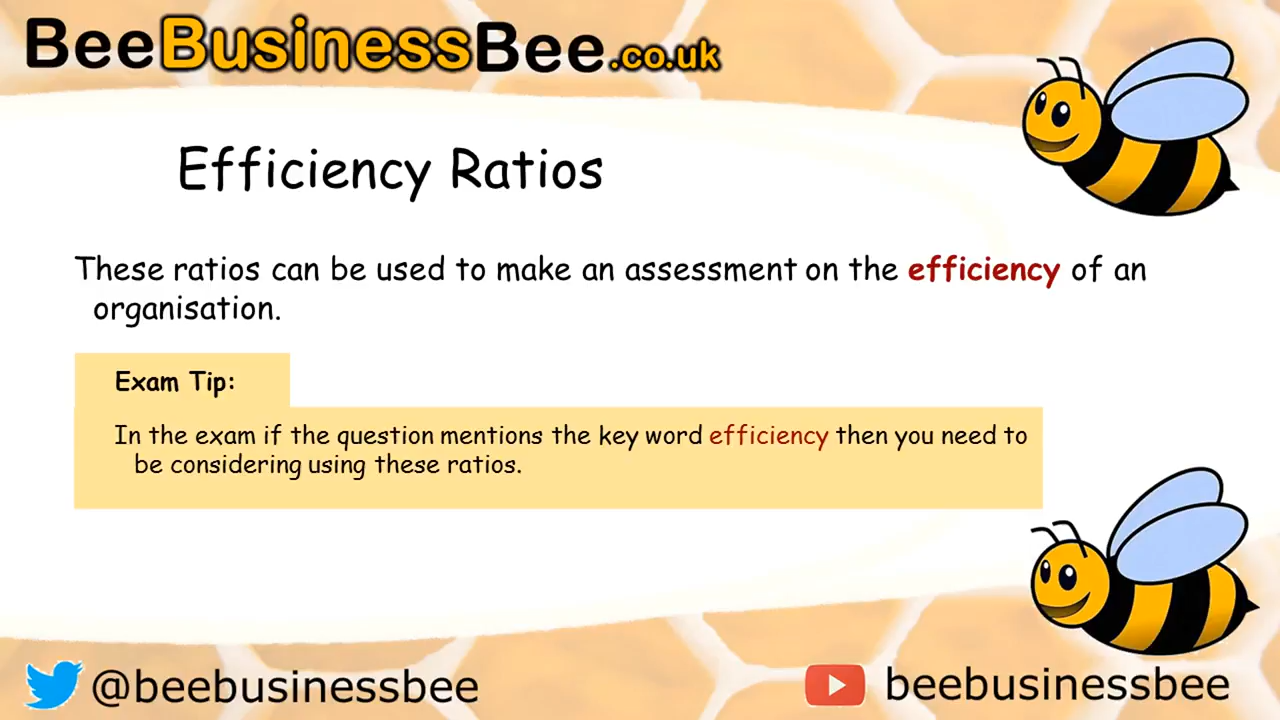 BeeBusinessBee.co.uk
Efficiency Ratios
These ratios can be used to make an assessment on the efficiency of an
organisation.
Exam Tip:
In the exam if the question mentions the key word efficiency then you need to
be considering using these ratios.
@beebusinessbee
beebusinessbee